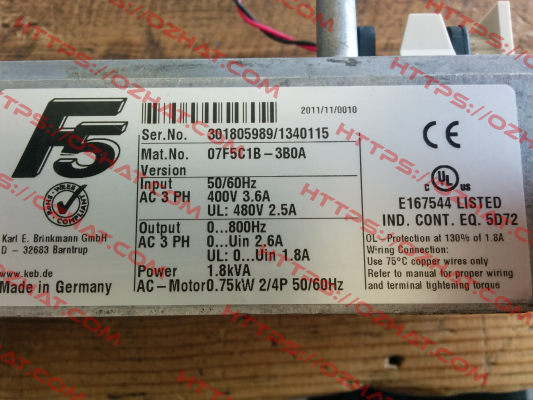 F5
2011/11/0010
Ser.No. 301805989/1340115
Mat.No. 07F5C1B-3B0A
Version
Input 50/60Hz
AC 3 PH 400V 3.6A
UL: 480V 2.5A
Output 0...800Hz
AC 3 PH 0...Uin 2.6A
UL: 0...Uin 1.8A
Power 1.8kVA
AC-Motor 0.75kW 2/4P 50/60Hz
Karl E. Brinkmann GmbH
D - 32683 Barntrup
www.keb.de
Made in Germany
CE
C UL US
E167544 LISTED
IND. CONT. EQ. 5D72
OL- Protection at 130% of 1.8A
Wiring Connection:
Use 75°C copper wires only
Refer to manual for proper wiring
and terminal tightening torque
HTTPS://OZHAT.COM